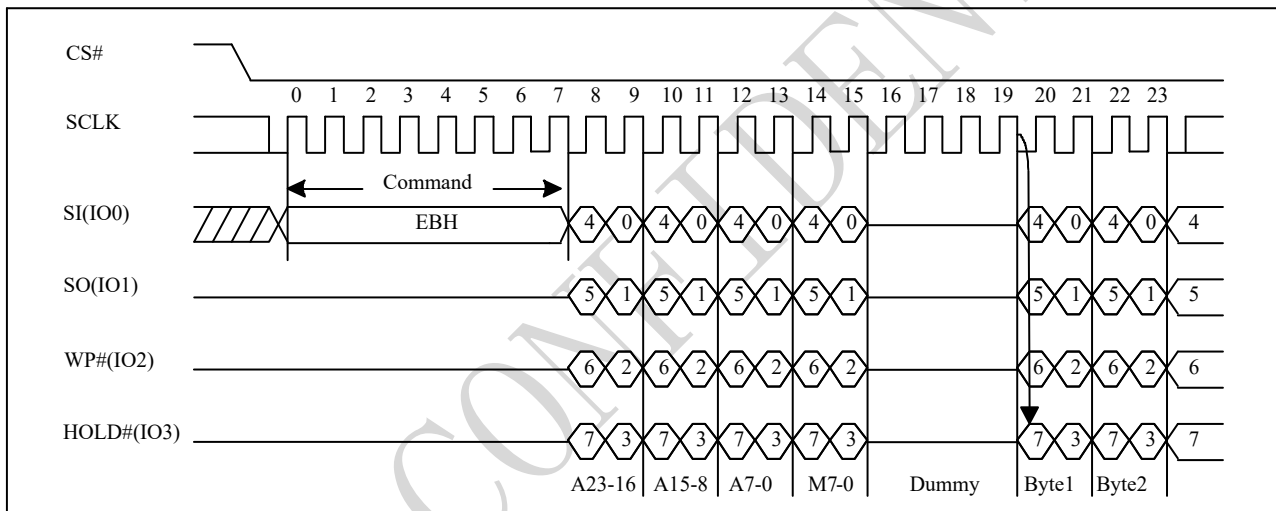 CS#
0 1 2 3 4 5 6 7 8 9 10 11 12 13 14 15 16 17 18 19 20 21 22 23
SCLK
Command
SI(IO0) EBH 4 0 4 0 4 0 4 0 4 0 4 0 4
SO(IO1) 5 1 5 1 5 1 5 1 5 1 5 1 5
WP#(IO2) 6 2 6 2 6 2 6 2 6 2 6 2 6
HOLD#(IO3) 7 3 7 3 7 3 7 3 7 3 7 3 7
A23-16 A15-8 A7-0 M7-0 Dummy Byte1 Byte2
CONFIDEN